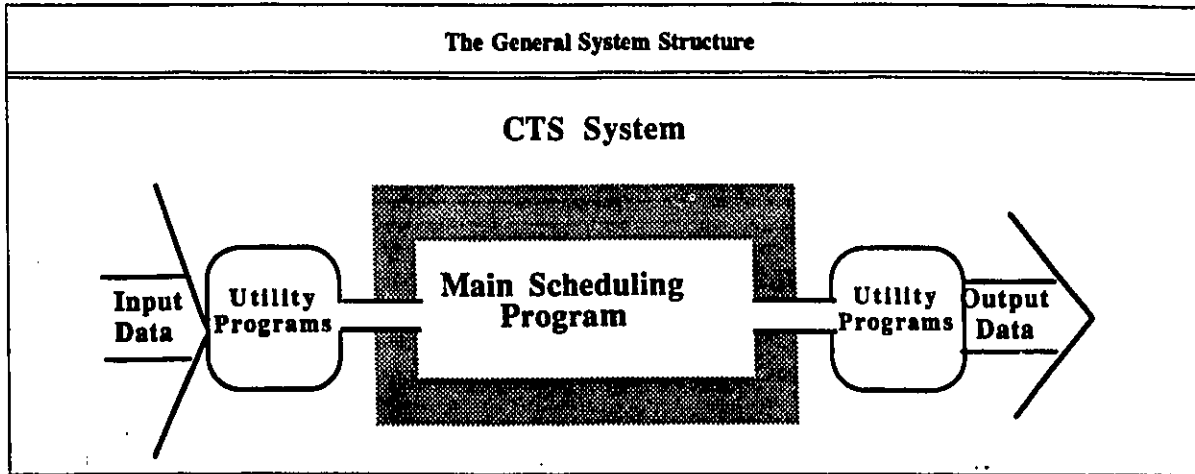 The General System Structure
CTS System
Input
Data
Utility
Programs
Main Scheduling
Program
Utility
Programs
Output
Data